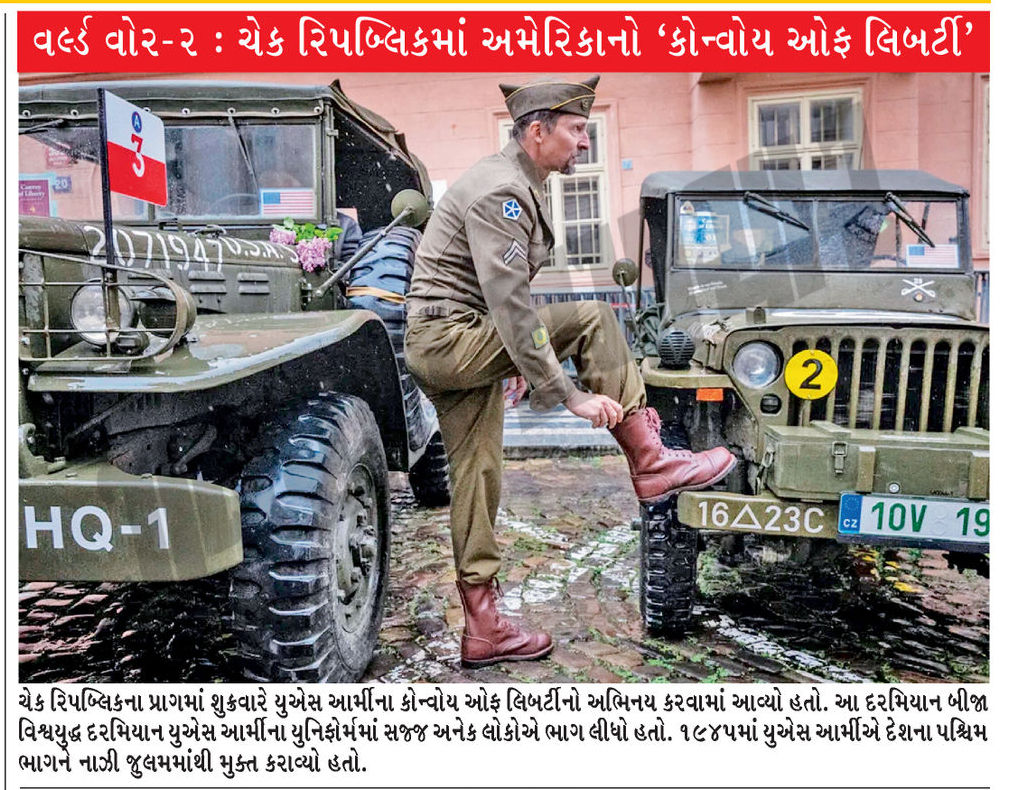 વર્લ્ડ વોર-૨ : ચેક રિપબ્લિકમાં અમેરિકાનો ‘કોન્વોય ઓફ લિબર્ટી’
A
3
20
2071947 U.S.A.
HQ-1
2
16△23C
CZ
10V 19
ચેક રિપબ્લિકના પ્રાગમાં શુક્રવારે યુએસ આર્મીના કોન્વોય ઓફ લિબર્ટીનો અભિનય કરવામાં આવ્યો હતો. આ દરમિયાન બીજા
વિશ્વયુદ્ધ દરમિયાન યુએસ આર્મીના યુનિફોર્મમાં સજ્જ અનેક લોકોએ ભાગ લીધો હતો. ૧૯૪૫માં યુએસ આર્મીએ દેશના પશ્ચિમ
ભાગને નાઝી જુલમમાંથી મુક્ત કરાવ્યો હતો.